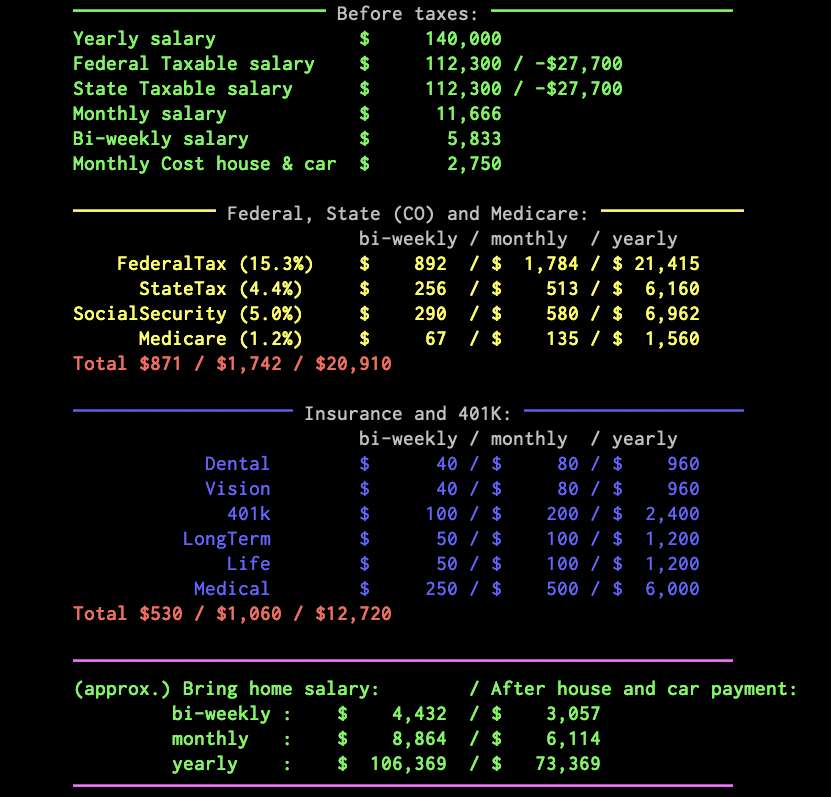 Before taxes:
Yearly salary $ 140,000
Federal Taxable salary $ 112,300 / -$27,700
State Taxable salary $ 112,300 / -$27,700
Monthly salary $ 11,666
Bi-weekly salary $ 5,833
Monthly Cost house & car $ 2,750
Federal, State (CO) and Medicare:
bi-weekly / monthly / yearly
FederalTax (15.3%) $ 892 / $ 1,784 / $ 21,415
StateTax (4.4%) $ 256 / $ 513 / $ 6,160
SocialSecurity (5.0%) $ 290 / $ 580 / $ 6,962
Medicare (1.2%) $ 67 / $ 135 / $ 1,560
Total $871 / $1,742 / $20,910
Insurance and 401K:
bi-weekly / monthly / yearly
Dental $ 40 / $ 80 / $ 960
Vision $ 40 / $ 80 / $ 960
401k $ 100 / $ 200 / $ 2,400
LongTerm $ 50 / $ 100 / $ 1,200
Life $ 50 / $ 100 / $ 1,200
Medical $ 250 / $ 500 / $ 6,000
Total $530 / $1,060 / $12,720
(approx.) Bring home salary: / After house and car payment:
bi-weekly : $ 4,432 / $ 3,057
monthly : $ 8,864 / $ 6,114
yearly : $ 106,369 / $ 73,369